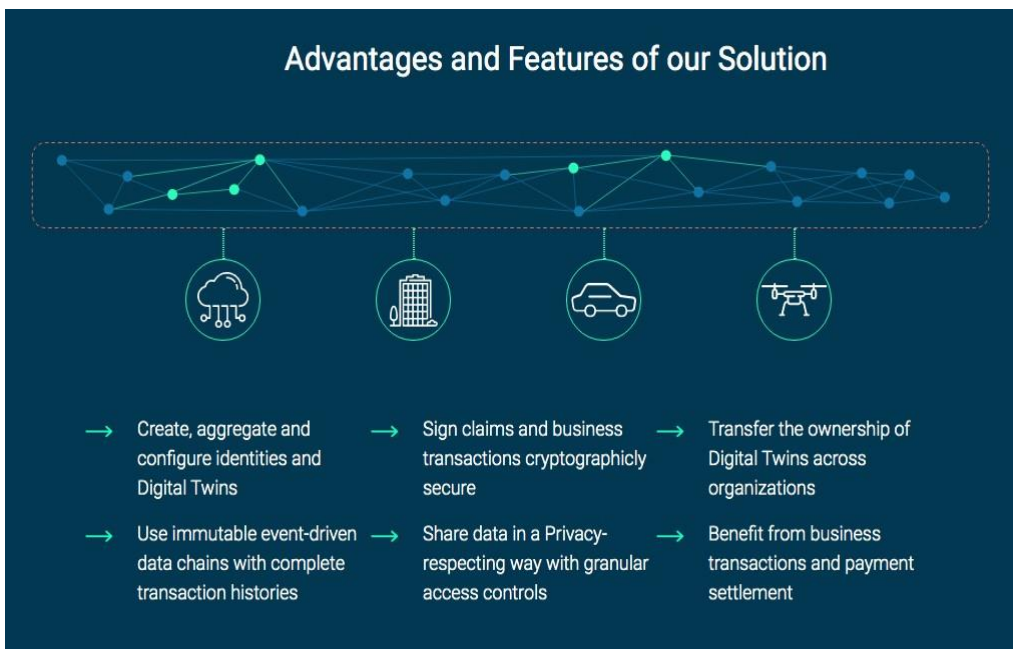 Advantages and Features of our Solution
Create, aggregate and
configure identities and
Digital Twins
Sign claims and business
transactions cryptographicly
secure
Transfer the ownership of
Digital Twins across
organizations
Use immutable event-driven
data chains with complete
transaction histories
Share data in a Privacy-
respecting way with granular
access controls
Benefit from business
transactions and payment
settlement